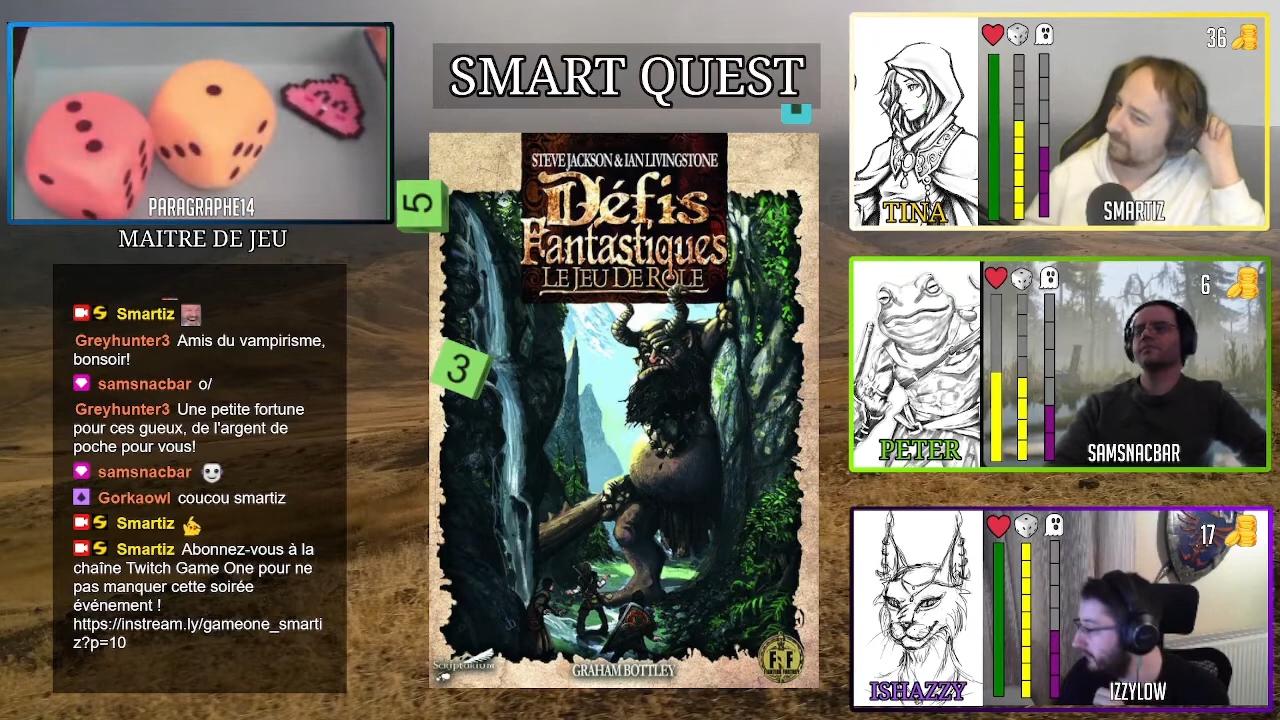 SMART QUEST
PARAGRAPHE14
MAITRE DE JEU
Smartiz
Greyhunter3 Amis du vampirisme,
bonsoir!
samsnacbar o/
Greyhunter3 Une petite fortune
pour ces gueux, de l'argent de
poche pour vous!
samsnacbar
Gorkaowl coucou smartiz
Smartiz
Smartiz Abonnez-vous à la
chaîne Twitch Game One pour ne
pas manquer cette soirée
événement !
https://instream.ly/gameone_smarti
z?p=10
5
3
STEVE JACKSON & IAN LIVINGSTONE
Défis
Fantastiques
LE JEU DE RÔLE
SCRIPTARIUM
GRAHAM BOTTLEY
FF
36
TINA
SMARTIZ
6
PETER
SAMSNACBAR
17
ISHAZZY
IZZYLOW